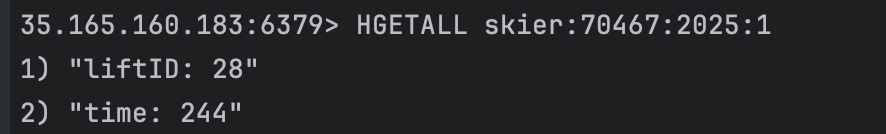 35.165.160.183:6379> HGETALL skier:70467:2025:1
1) "liftID: 28"
2) "time: 244"